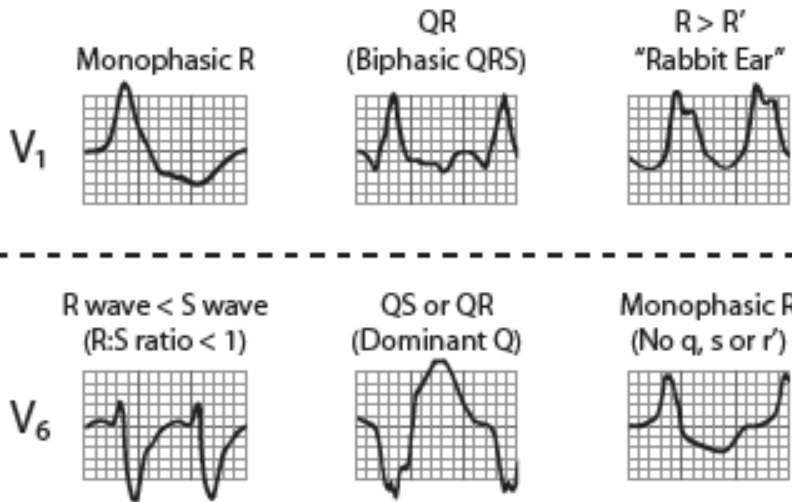 Monophasic R
QR
(Biphasic QRS)
R > R'
"Rabbit Ear"
V1
R wave < S wave
(R:S ratio < 1)
QS or QR
(Dominant Q)
Monophasic R
(No q, s or r')
V6